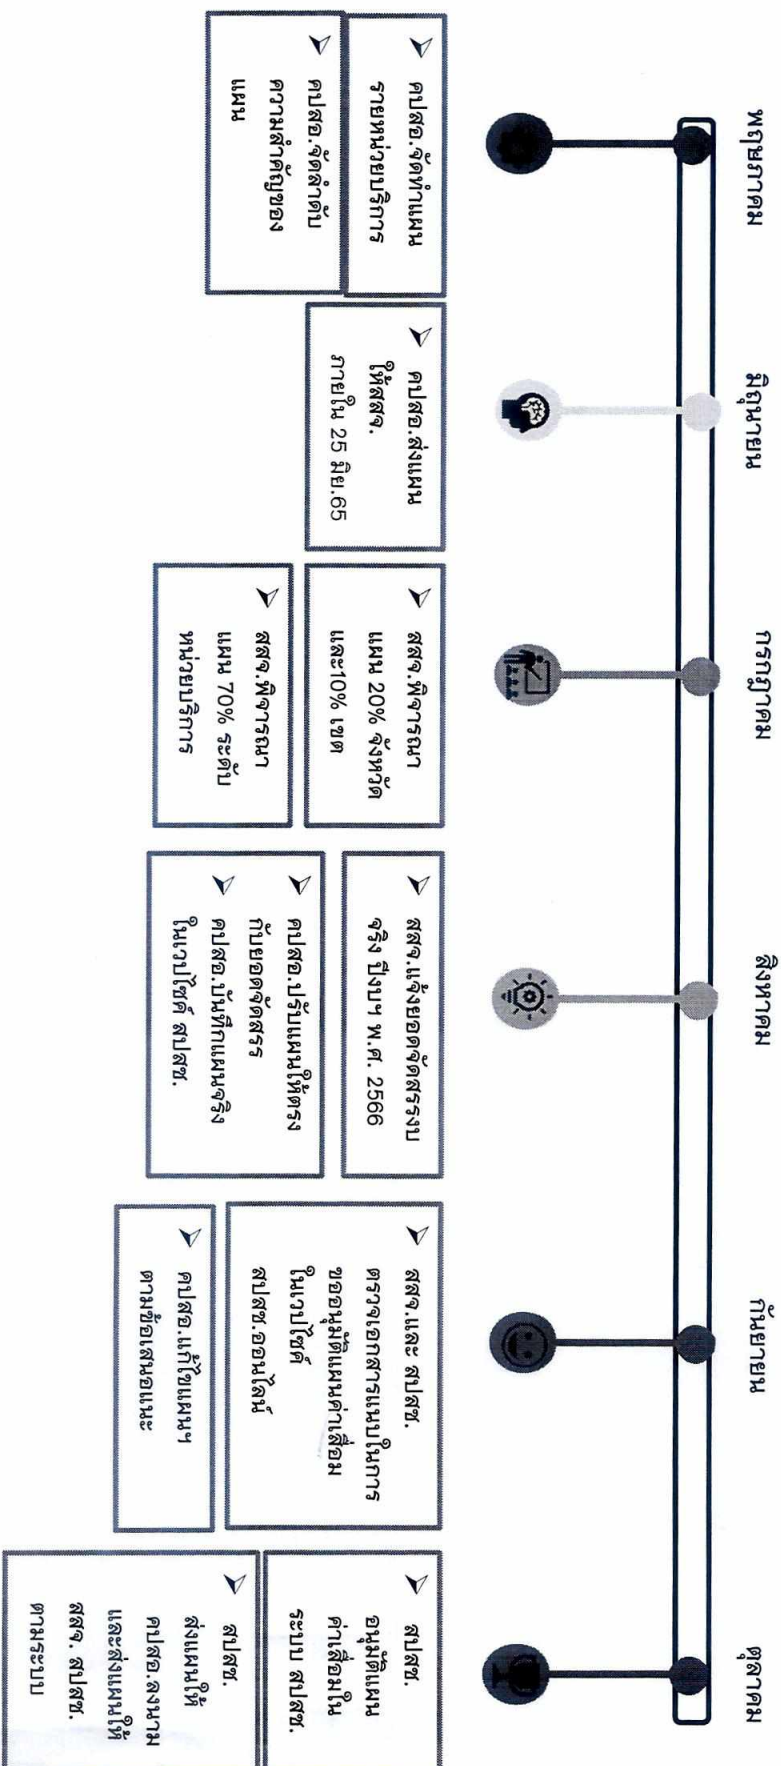 พฤษภาคม
มิถุนายน
กรกฎาคม
สิงหาคม
กันยายน
ตุลาคม
➢ คปสอ.จัดทำแผน
รายหน่วยบริการ
➢ คปสอ.จัดลำดับ
ความสำคัญของ
แผน
➢ คปสอ.ส่งแผน
ให้สสจ.
ภายใน 25 มิย.65
➢ สสจ.พิจารณา
แผน 20% จังหวัด
และ10% เขต
➢ สสจ.พิจารณา
แผน 70% ระดับ
หน่วยบริการ
➢ สสจ.แจ้งยอดจัดสรรงบ
จริง ปีงบฯ พ.ศ. 2566
➢ คปสอ.ปรับแผนให้ตรง
กับยอดจัดสรร
➢ คปสอ.บันทึกแผนจริง
ในเวปไซค์ สปสช.
➢ สสจ.และ สปสช.
ตรวจเอกสารแนบในการ
ขออนุมัติแผนค่าเสื่อม
ในเวปไซค์
สปสช.ออนไลน์
➢ คปสอ.แก้ไขแผนฯ
ตามข้อเสนอแนะ
➢ สปสช.
อนุมัติแผน
ค่าเสื่อมใน
ระบบ สปสช.
➢ สปสช.
ส่งแผนให้
คปสอ.ลงนาม
และส่งแผนให้
สสจ. สปสช.
ตามระบบ